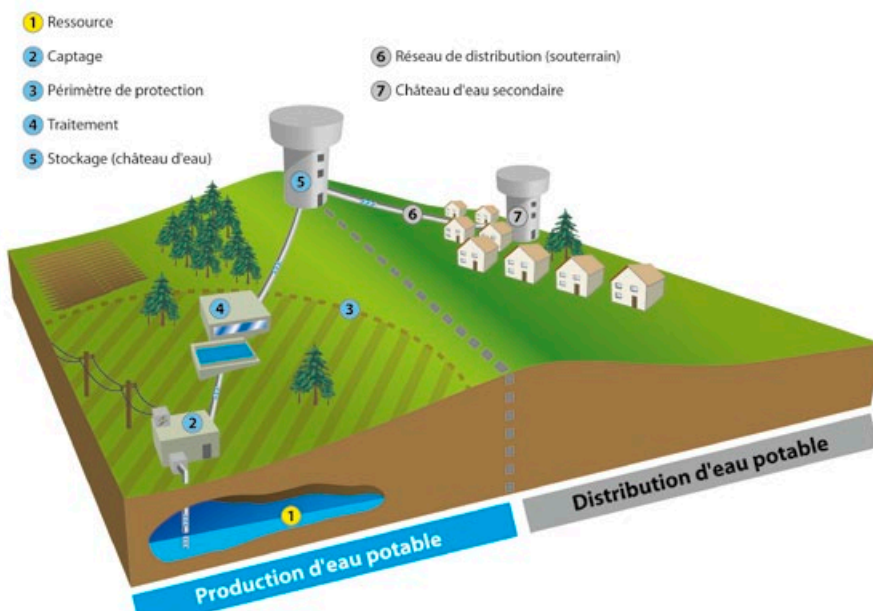 1 Ressource
2 Captage
3 Périmètre de protection
4 Traitement
5 Stockage (château d'eau)
6 Réseau de distribution (souterrain)
7 Château d'eau secondaire
5
6
7
4
3
2
1
Production d'eau potable
Distribution d'eau potable